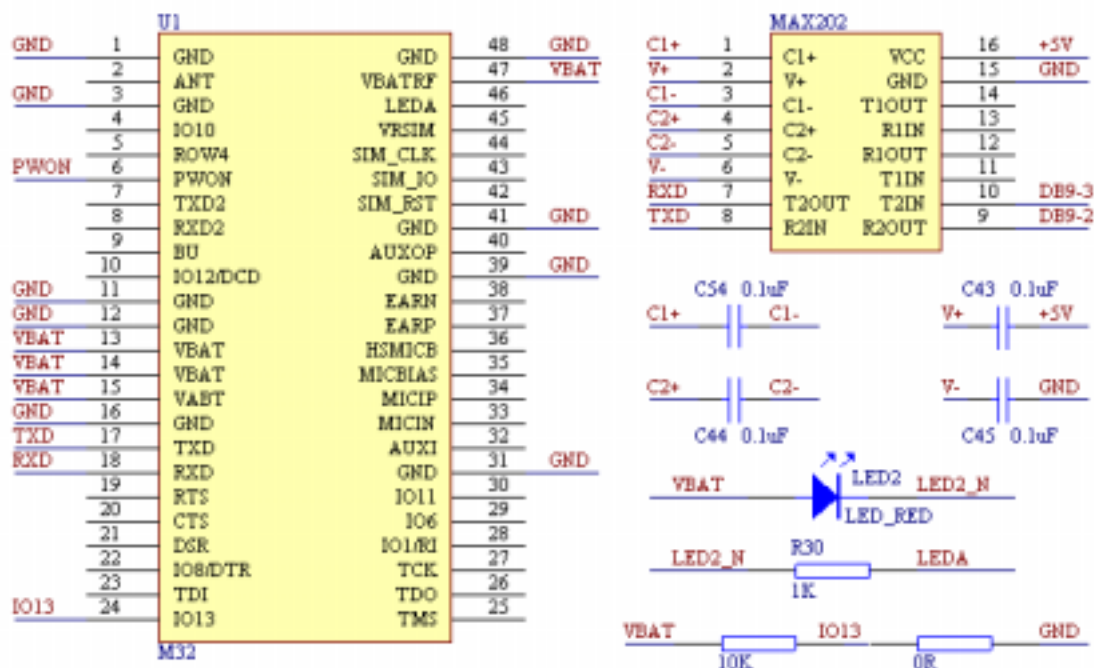 U1
GND 1 GND GND 48 GND
2 ANT VBATRF 47 VBAT
GND 3 GND LEDA 46
4 IO10 VRSIM 45
5 ROW4 SIM_CLK 44
PWON 6 PWON SIM_IO 43
7 TXD2 SIM_RST 42
8 RXD2 GND 41 GND
9 BU AUXOP 40
10 IO12/DCD GND 39 GND
GND 11 GND EARN 38
GND 12 GND EARP 37
VBAT 13 VBAT HSMICB 36
VBAT 14 VBAT MICBIAS 35
VBAT 15 VABT MICIP 34
GND 16 GND MICIN 33
TXD 17 TXD AUXI 32
RXD 18 RXD GND 31 GND
19 RTS IO11 30
20 CTS IO6 29
21 DSR IO1/RI 28
22 IO8/DTR TCK 27
23 TDI TDO 26
IO13 24 IO13 TMS 25
M32
MAX202
C1+ 1 C1+ VCC 16 +5V
V+ 2 V+ GND 15 GND
C1- 3 C1- T1OUT 14
C2+ 4 C2+ R1IN 13
C2- 5 C2- R1OUT 12
V- 6 V- T1IN 11
RXD 7 T2OUT T2IN 10 DB9-3
TXD 8 R2IN R2OUT 9 DB9-2
C54 0.1uF C43 0.1uF
C1+ C1- V+ +5V
C2+ C2- V- GND
C44 0.1uF C45 0.1uF
VBAT LED2 LED2_N
LED_RED
R30
LED2_N LEDA
1K
VBAT IO13 GND
10K 0R